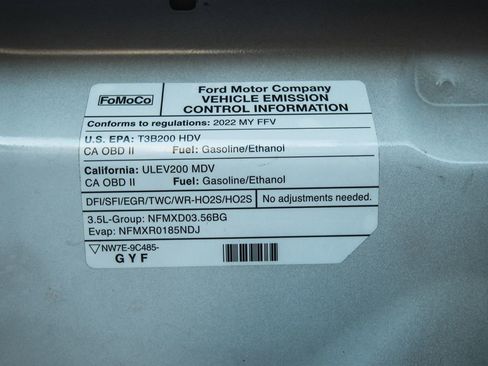 FoMoCo
Ford Motor Company
VEHICLE EMISSION
CONTROL INFORMATION
Conforms to regulations: 2022 MY FFV
U.S. EPA: T3B200 HDV
CA OBD II Fuel: Gasoline/Ethanol
California: ULEV200 MDV
CA OBD II Fuel: Gasoline/Ethanol
DFI/SFI/EGR/TWC/WR-HO2S/HO2S No adjustments needed.
3.5L-Group: NFMXD03.56BG
Evap: NFMXR0185NDJ
NW7E-9C485-
GYF